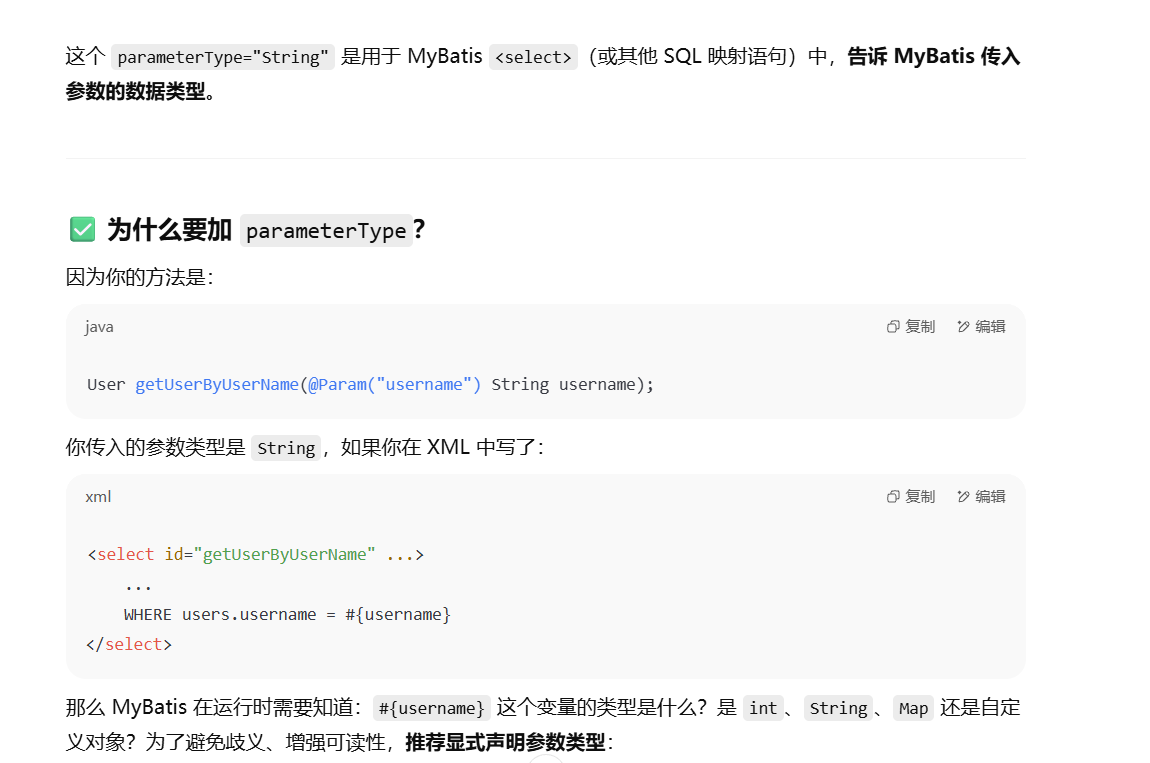 这个 parameterType="String" 是用于 MyBatis <select>（或其他 SQL 映射语句）中，告诉 MyBatis 传入
参数的数据类型。
✅ 为什么要加 parameterType？
因为你的方法是：
java 复制 编辑
User getUserByUserName(@Param("username") String username);
你传入的参数类型是 String，如果你在 XML 中写了：
xml 复制 编辑
<select id="getUserByUserName" ...>
    ...
    WHERE users.username = #{username}
</select>
那么 MyBatis 在运行时需要知道：#{username} 这个变量的类型是什么？是 int、String、Map 还是自定
义对象？为了避免歧义、增强可读性，推荐显式声明参数类型：